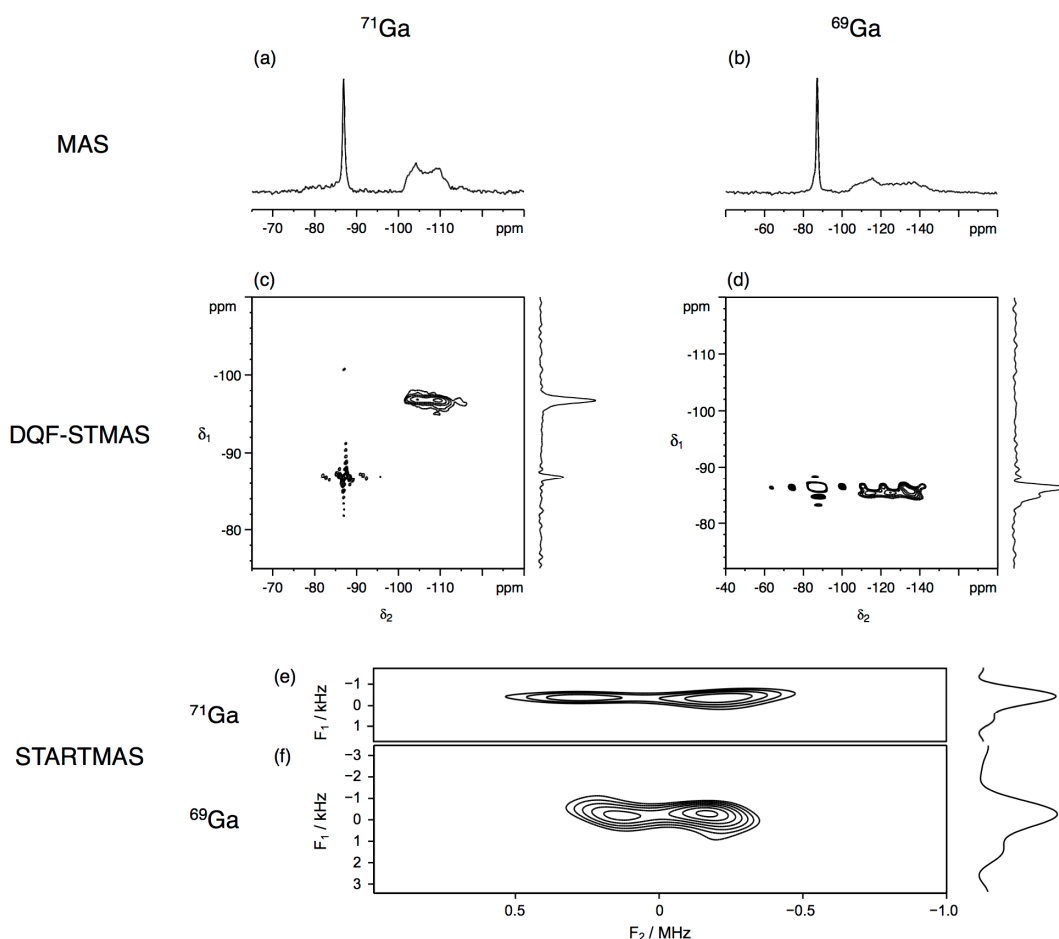 ⁷¹Ga
⁶⁹Ga
(a)
(b)
MAS
-70 -80 -90 -100 -110 ppm
-60 -80 -100 -120 -140 ppm
(c)
(d)
ppm
-100
-90
-80
δ₁
ppm
-110
-100
-90
-80
δ₁
DQF-STMAS
-70 -80 -90 -100 -110 ppm
-40 -60 -80 -100 -120 -140 ppm
δ₂
δ₂
(e)
⁷¹Ga
F₁ / kHz
−1
0
1
STARTMAS
(f)
⁶⁹Ga
F₁ / kHz
−3
−2
−1
0
1
2
3
0.5 0 −0.5 −1.0
F₂ / MHz